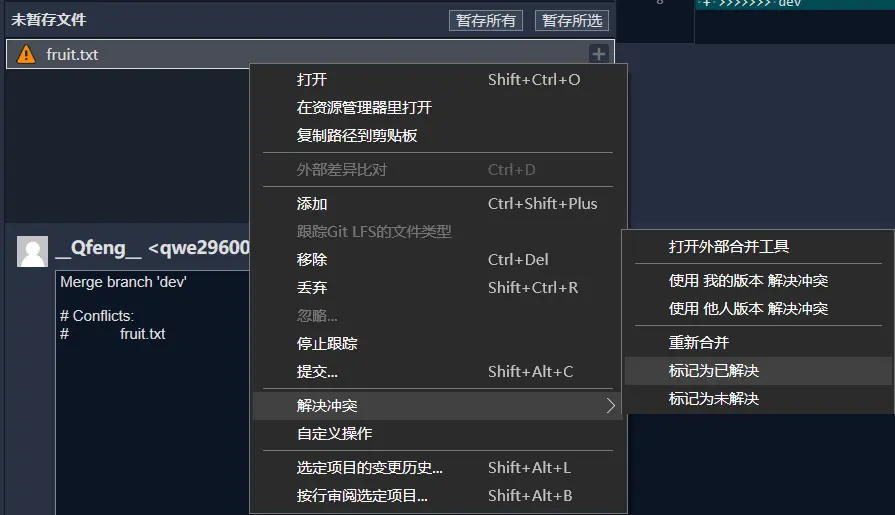 未暂存文件
暂存所有 暂存所选
8 + >>>>>>> dev
fruit.txt
打开 Shift+Ctrl+O
在资源管理器里打开
复制路径到剪贴板
外部差异比对 Ctrl+D
添加 Ctrl+Shift+Plus
跟踪Git LFS的文件类型
移除 Ctrl+Del
丢弃 Shift+Ctrl+R
忽略...
停止跟踪
提交... Shift+Alt+C
解决冲突
自定义操作
选定项目的变更历史... Shift+Alt+L
按行审阅选定项目... Shift+Alt+B
打开外部合并工具
使用 我的版本 解决冲突
使用 他人版本 解决冲突
重新合并
标记为已解决
标记为未解决
__Qfeng__ <qwe29600
Merge branch 'dev'
# Conflicts:
# fruit.txt